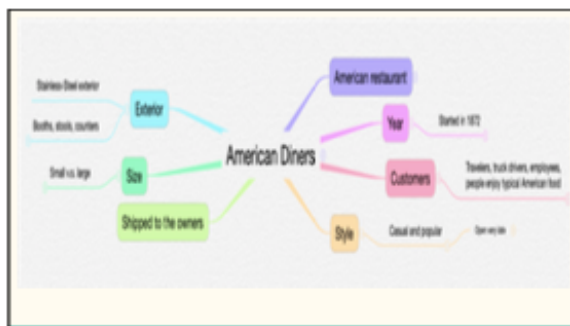 American Diners
American restaurant
Year
Started in 1872
Customers
Travelers, truck drivers, employees,
people enjoy typical American food
Style
Casual and popular
Open very late
Exterior
Stainless-Steel exterior
Booths, stools, counters
Size
Small v.s. large
Shipped to the owners